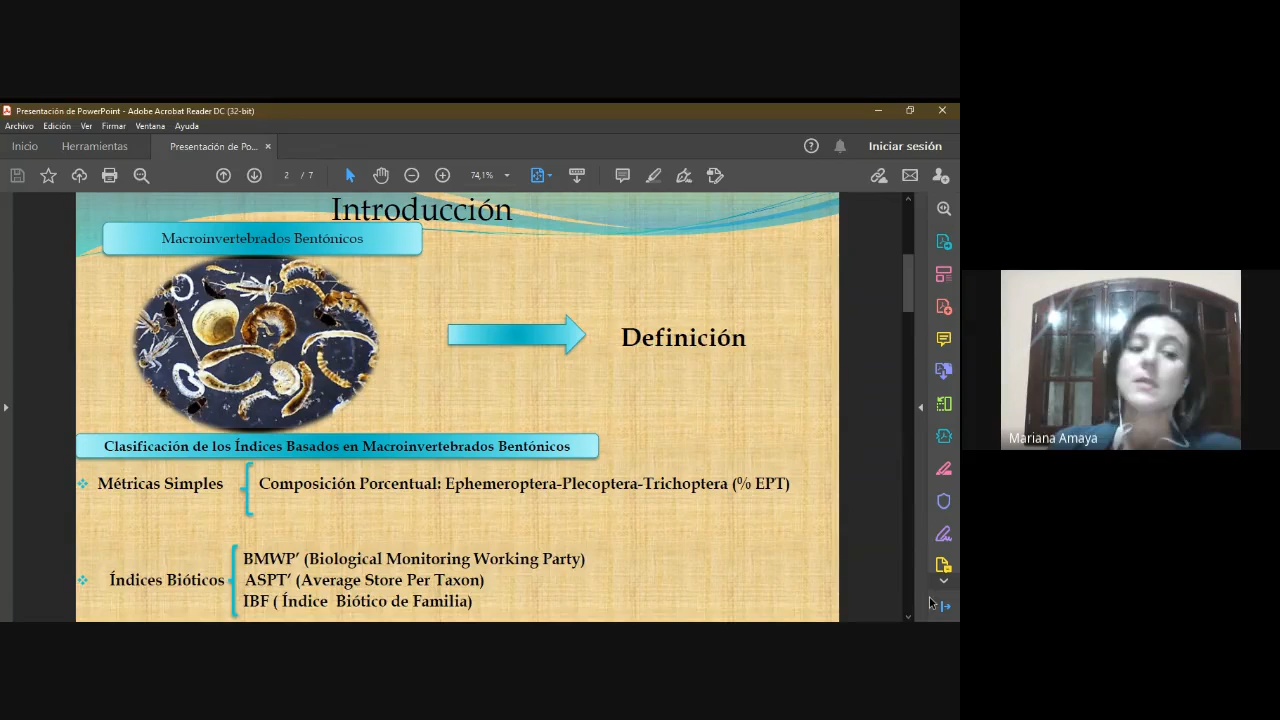 Presentación de PowerPoint - Adobe Acrobat Reader DC (32-bit)
Archivo Edición Ver Firmar Ventana Ayuda
Inicio Herramientas Presentación de Po... × Iniciar sesión
2 / 7 74,1%
Introducción
Macroinvertebrados Bentónicos
Definición
Clasificación de los Índices Basados en Macroinvertebrados Bentónicos
Métricas Simples Composición Porcentual: Ephemeroptera-Plecoptera-Trichoptera (% EPT)
BMWP’ (Biological Monitoring Working Party)
Índices Bióticos ASPT’ (Average Store Per Taxon)
IBF ( Índice Biótico de Familia)
Mariana Amaya